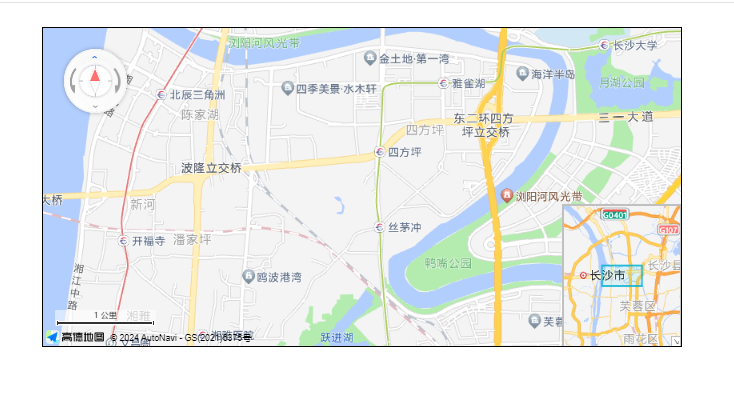 浏阳河风光带
长沙大学
金土地·第一湾
海洋半岛
雅雀湖
月湖公园
四季美景·水木轩
北辰三角洲
陈家湖
东二环四方
坪立交桥
三一大道
四方坪
四方坪
波隆立交桥
大桥
新河
浏阳河风光带
丝茅冲
开福寺
潘家坪
湘江中路
鸭嘴公园
鸥波港湾
G0401
G107
长沙县
长沙市
芙蓉区
雨花区
1 公里
湘雅
芙蓉
跃进湖
高德地图
© 2024 AutoNavi - GS(2021)6375号